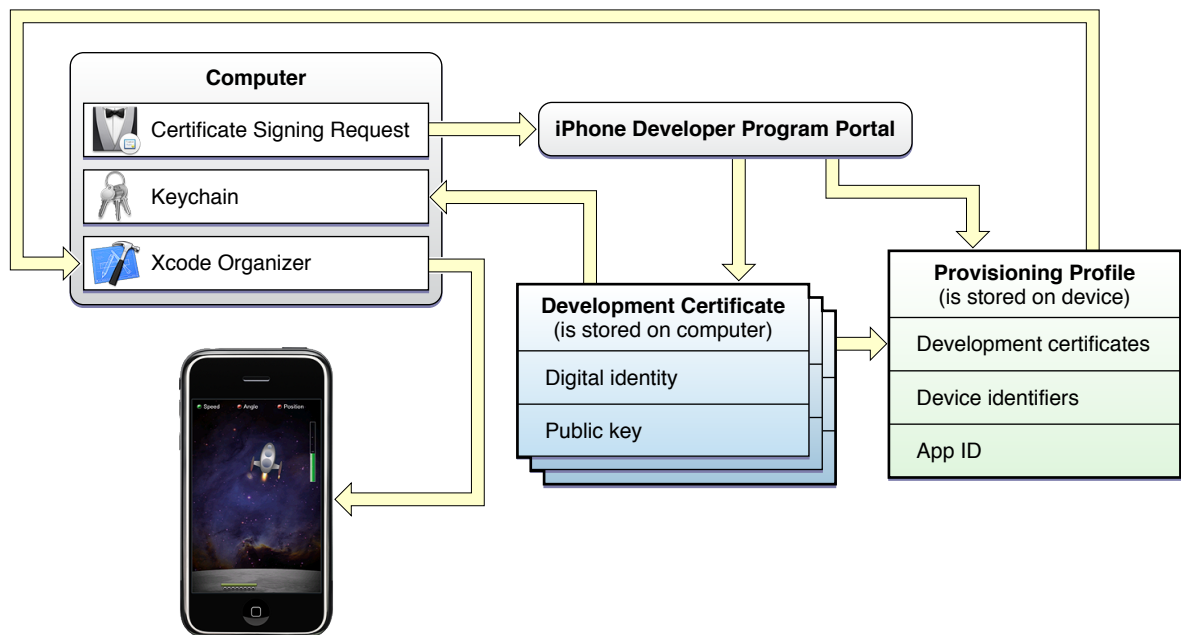 Computer
Certificate Signing Request
iPhone Developer Program Portal
Keychain
Xcode Organizer
Development Certificate
(is stored on computer)
Digital identity
Public key
Provisioning Profile
(is stored on device)
Development certificates
Device identifiers
App ID
Speed
Angle
Position